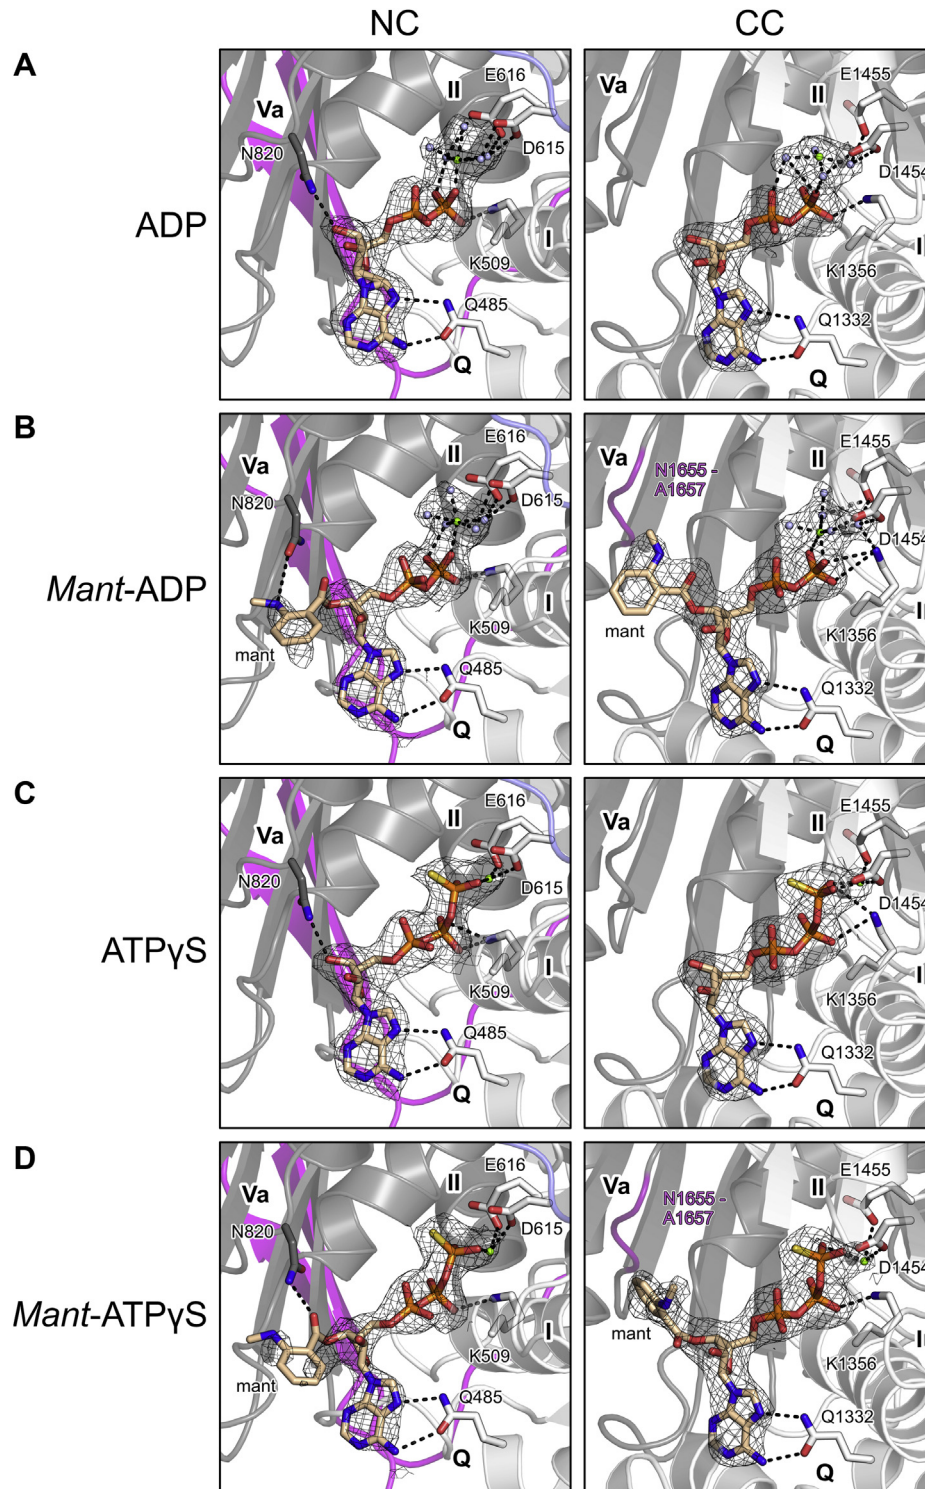 NC CC
A
ADP
Va
N820
II
E616
D615
K509
I
Q485
Q
E1455
II
D1454
K1356
I
Q1332
Q
B
Mant-ADP
Va
N820
II
E616
D615
mant
K509
I
Q485
Q
Va
N1655 -
A1657
II
E1455
D1454
mant
K1356
I
Q1332
Q
C
ATPγS
Va
N820
II
E616
D615
K509
I
Q485
Q
II
E1455
D1454
K1356
I
Q1332
Q
D
Mant-ATPγS
Va
N820
II
E616
D615
mant
K509
I
Q485
Q
Va
N1655 -
A1657
II
E1455
D1454
mant
K1356
I
Q1332
Q